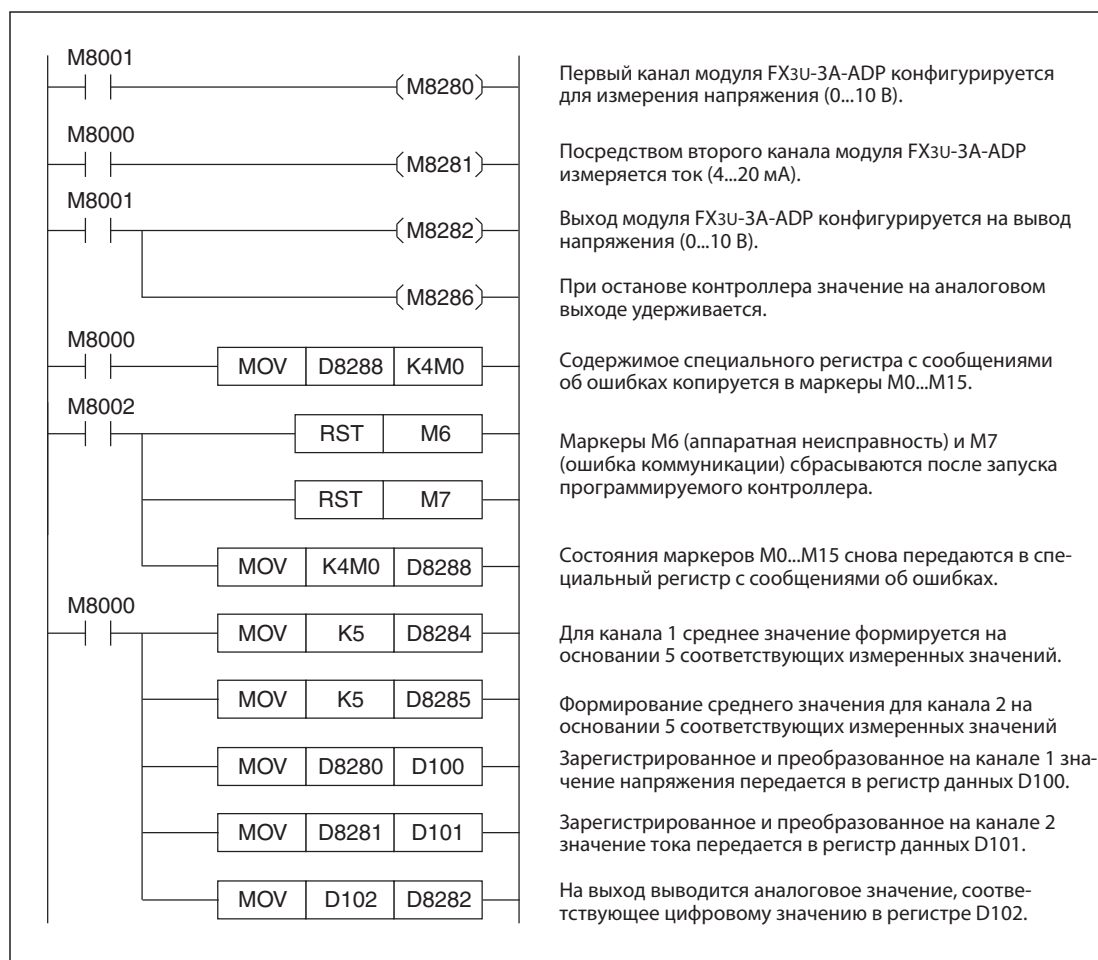 M8001
(M8280)
Первый канал модуля FX3U-3A-ADP конфигурируется
для измерения напряжения (0...10 В).
M8000
(M8281)
Посредством второго канала модуля FX3U-3A-ADP
измеряется ток (4...20 мА).
M8001
(M8282)
Выход модуля FX3U-3A-ADP конфигурируется на вывод
напряжения (0...10 В).
(M8286)
При останове контроллера значение на аналоговом
выходе удерживается.
M8000
MOV D8288 K4M0
Содержимое специального регистра с сообщениями
об ошибках копируется в маркеры M0...M15.
M8002
RST M6
Маркеры M6 (аппаратная неисправность) и M7
(ошибка коммуникации) сбрасываются после запуска
программируемого контроллера.
RST M7
MOV K4M0 D8288
Состояния маркеров M0...M15 снова передаются в спе-
циальный регистр с сообщениями об ошибках.
M8000
MOV K5 D8284
Для канала 1 среднее значение формируется на
основании 5 соответствующих измеренных значений.
MOV K5 D8285
Формирование среднего значения для канала 2 на
основании 5 соответствующих измеренных значений
MOV D8280 D100
Зарегистрированное и преобразованное на канале 1 зна-
чение напряжения передается в регистр данных D100.
MOV D8281 D101
Зарегистрированное и преобразованное на канале 2
значение тока передается в регистр данных D101.
MOV D102 D8282
На выход выводится аналоговое значение, соотве-
тствующее цифровому значению в регистре D102.